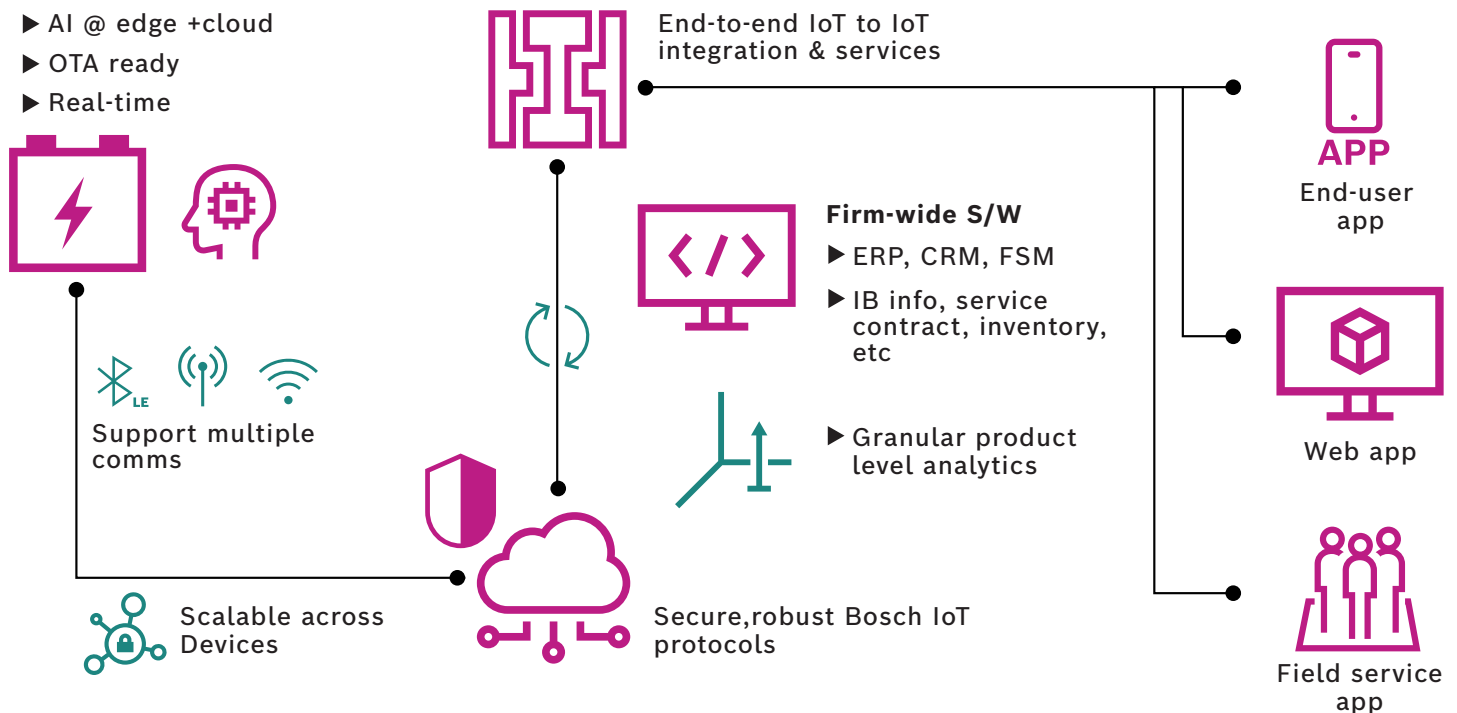 ▶ AI @ edge +cloud
▶ OTA ready
▶ Real-time
End-to-end IoT to IoT
integration & services
APP
End-user
app
Firm-wide S/W
▶ ERP, CRM, FSM
▶ IB info, service
contract, inventory,
etc
LE
Support multiple
comms
▶ Granular product
level analytics
Web app
Scalable across
Devices
Secure,robust Bosch IoT
protocols
Field service
app